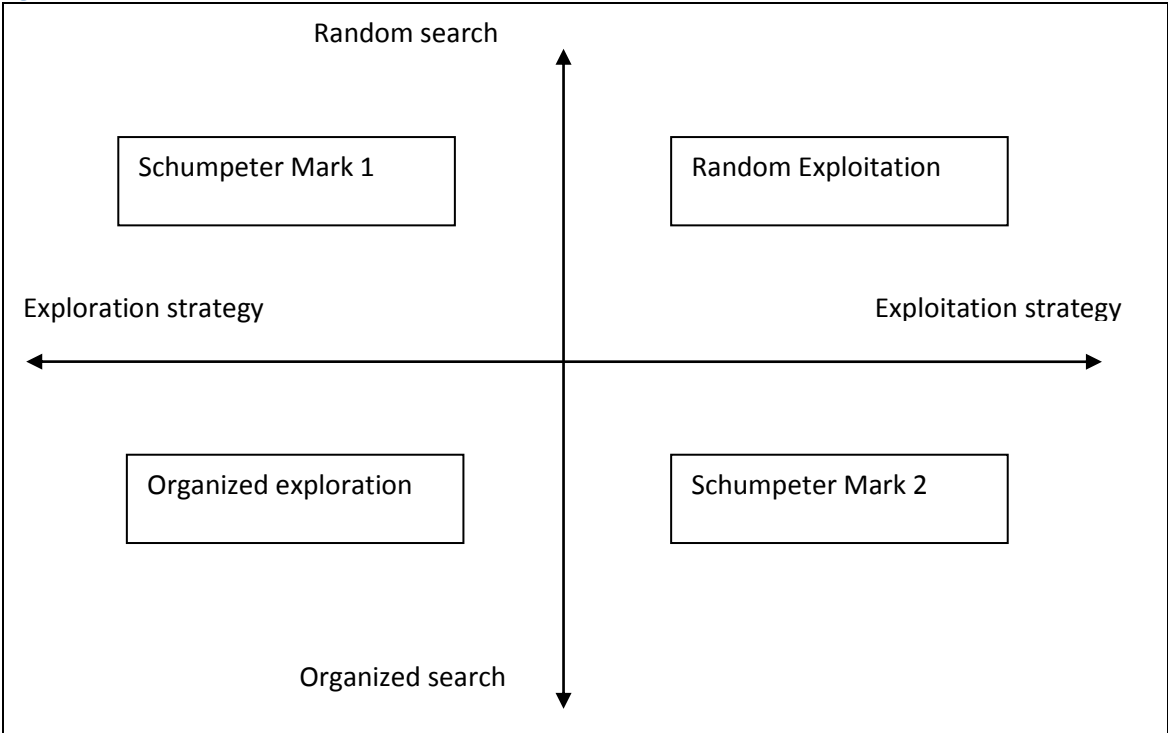 Random search
Schumpeter Mark 1
Random Exploitation
Exploration strategy
Exploitation strategy
Organized exploration
Schumpeter Mark 2
Organized search